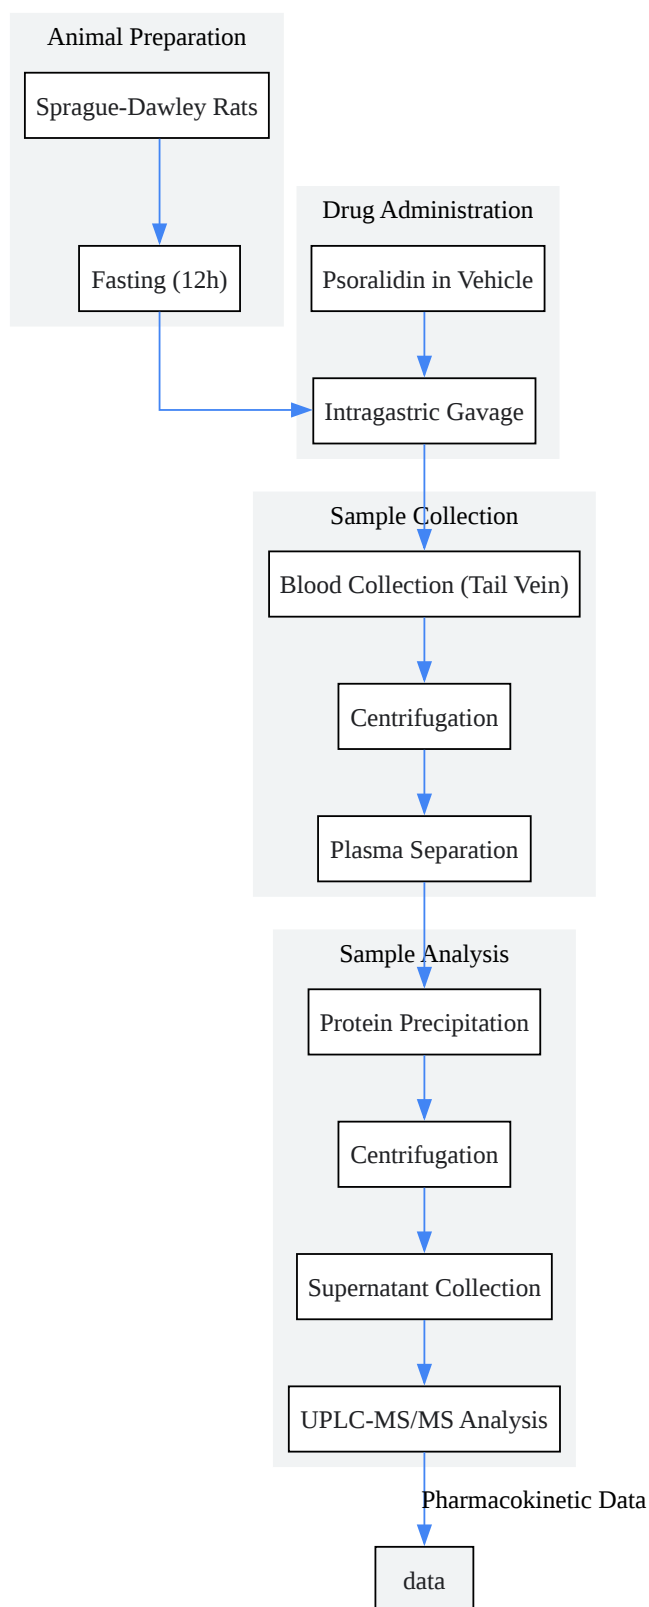 Animal Preparation
Sprague-Dawley Rats
Fasting (12h)
Drug Administration
Psoralidin in Vehicle
Intragastric Gavage
Sample Collection
Blood Collection (Tail Vein)
Centrifugation
Plasma Separation
Sample Analysis
Protein Precipitation
Centrifugation
Supernatant Collection
UPLC-MS/MS Analysis
Pharmacokinetic Data
data